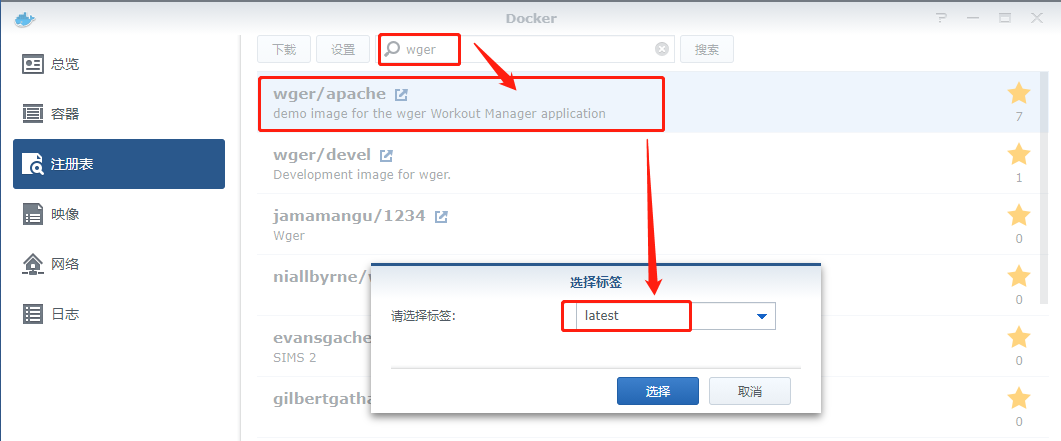 Docker
总览
容器
注册表
映像
网络
日志
下载
设置
wger
搜索
wger/apache
demo image for the wger Workout Manager application
7
wger/devel
Development image for wger.
1
jamamangu/1234
Wger
0
niallbyrne/
0
选择标签
请选择标签:
latest
选择
取消
evansgache
SIMS 2
0
gilbertgatha
0